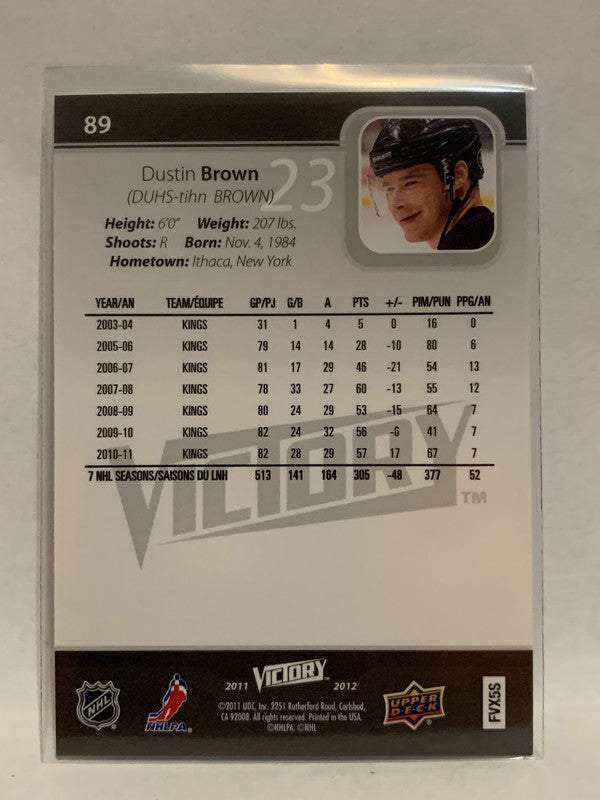 89
Dustin Brown
23
(DUHS-tihn BROWN)
Height: 6'0" Weight: 207 lbs.
Shoots: R Born: Nov. 4, 1984
Hometown: Ithaca, New York
YEAR/AN TEAM/ÉQUIPE GP/PJ G/B A PTS +/- PIM/PUN PPG/AN
2003-04 KINGS 31 1 4 5 0 16 0
2005-06 KINGS 79 14 14 28 -10 80 6
2006-07 KINGS 81 17 29 46 -21 54 13
2007-08 KINGS 78 33 27 60 -13 55 12
2008-09 KINGS 80 24 29 53 -15 64 7
2009-10 KINGS 82 24 32 56 -6 41 7
2010-11 KINGS 82 28 29 57 17 67 7
7 NHL SEASONS/SAISONS DU LNH 513 141 164 305 -48 377 52
VICTORY TM
2011 VICTORY 2012
NHL
NHLPA
©2011 UDC, Inc. 2251 Rutherford Road, Carlsbad,
CA 92008. All rights reserved. Printed in the USA.
©NHLPA. ©NHL
UPPER
D·E·C·K
FVX5S